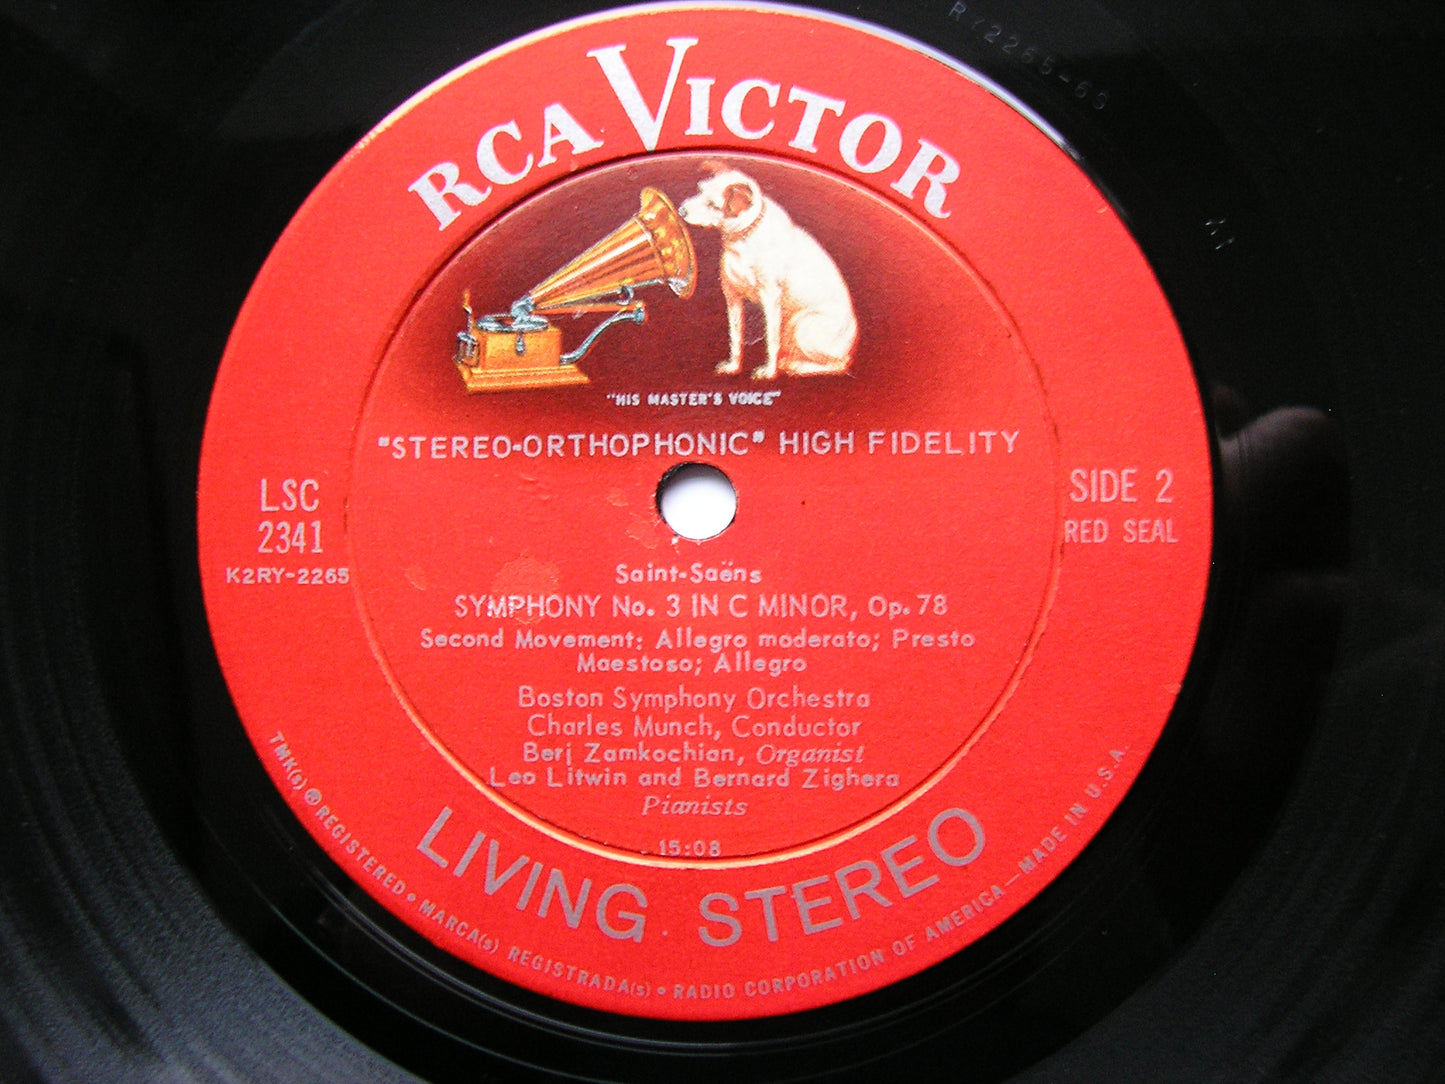 RCA VICTOR
"HIS MASTER'S VOICE"
"STEREO-ORTHOPHONIC" HIGH FIDELITY
LSC
2341
K2RY-2265
SIDE 2
RED SEAL
Saint-Saëns
SYMPHONY No. 3 IN C MINOR, Op. 78
Second Movement: Allegro moderato; Presto
Maestoso; Allegro
Boston Symphony Orchestra
Charles Munch, Conductor
Berj Zamkochian, Organist
Leo Litwin and Bernard Zighera
Pianists
15:08
LIVING STEREO
TMK(s) ® REGISTERED • MARCA(s) REGISTRADA(s) • RADIO CORPORATION OF AMERICA—MADE IN U.S.A.